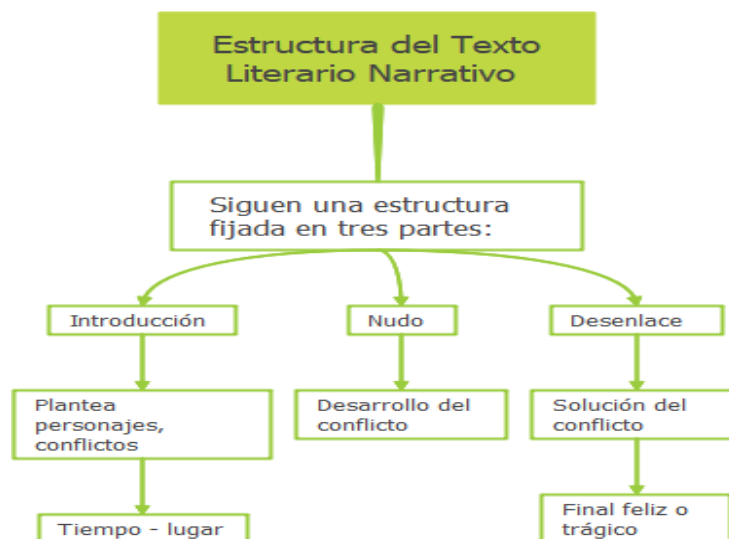 Estructura del Texto
Literario Narrativo
Siguen una estructura
fijada en tres partes:
Introducción
Nudo
Desenlace
Plantea
personajes,
conflictos
Desarrollo del
conflicto
Solución del
conflicto
Tiempo - lugar
Final feliz o
trágico